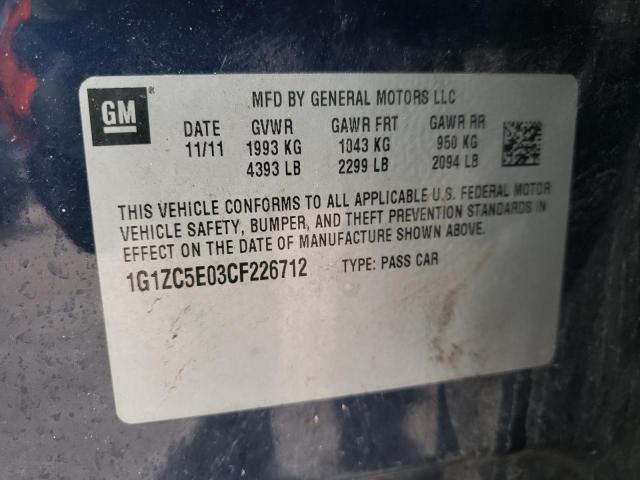 GM
MFD BY GENERAL MOTORS LLC
DATE GVWR GAWR FRT GAWR RR
11/11 1993 KG 1043 KG 950 KG
4393 LB 2299 LB 2094 LB
THIS VEHICLE CONFORMS TO ALL APPLICABLE U.S. FEDERAL MOTOR
VEHICLE SAFETY, BUMPER, AND THEFT PREVENTION STANDARDS IN
EFFECT ON THE DATE OF MANUFACTURE SHOWN ABOVE.
1G1ZC5E03CF226712 TYPE: PASS CAR